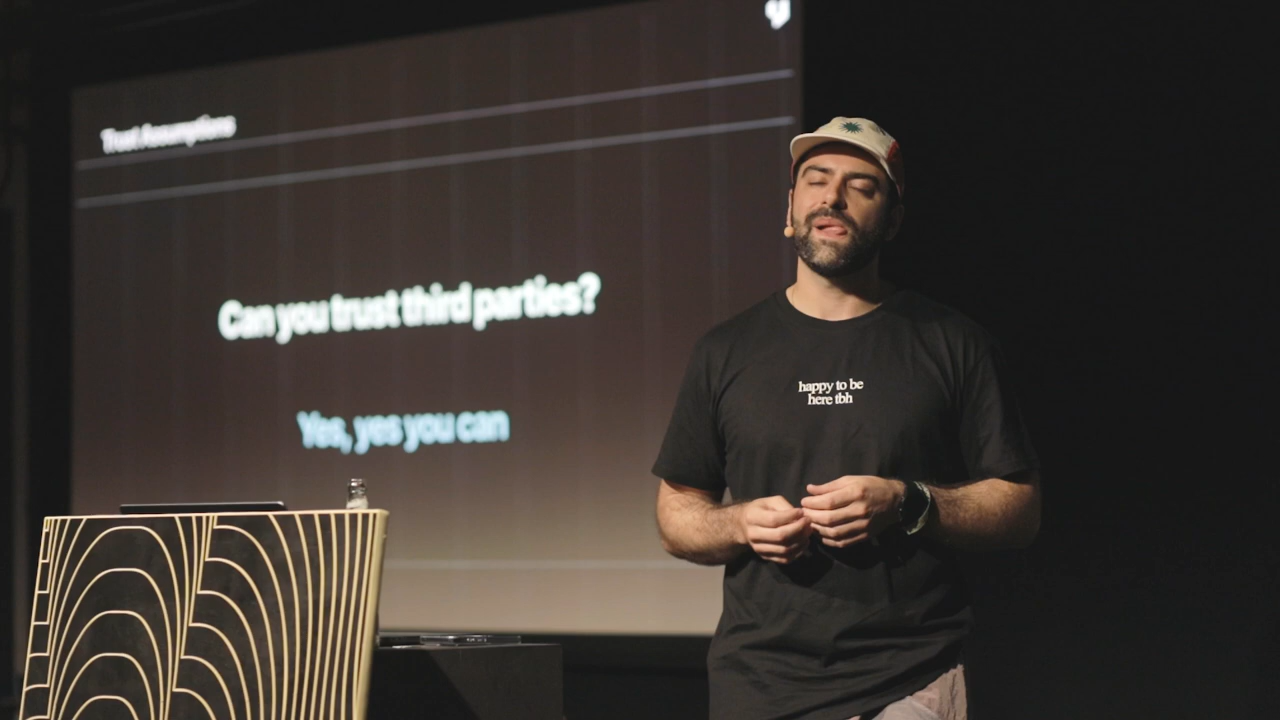 Trust Assumptions
Can you trust third parties?
Yes, yes you can
happy to be
here tbh